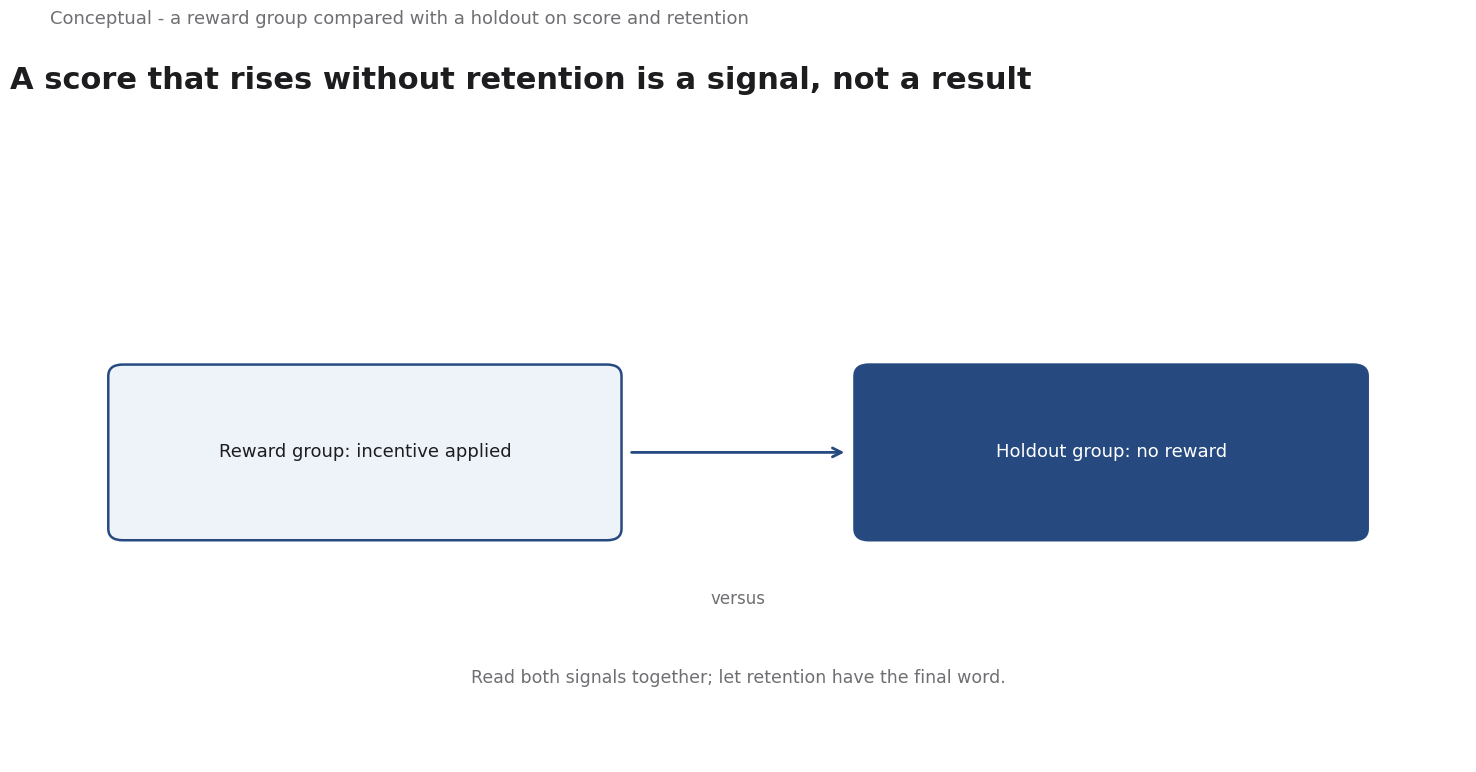 Conceptual - a reward group compared with a holdout on score and retention
A score that rises without retention is a signal, not a result
Reward group: incentive applied
Holdout group: no reward
versus
Read both signals together; let retention have the final word.